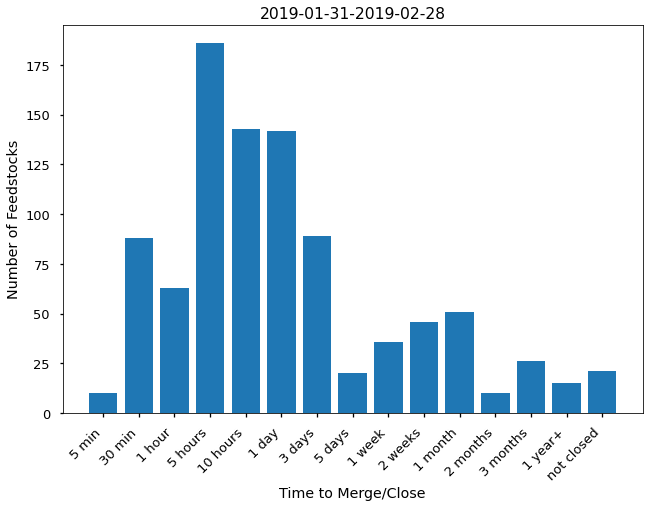 2019-01-31-2019-02-28
Number of Feedstocks
175
150
125
100
75
50
25
0
5 min
30 min
1 hour
5 hours
10 hours
1 day
3 days
5 days
1 week
2 weeks
1 month
2 months
3 months
1 year+
not closed
Time to Merge/Close